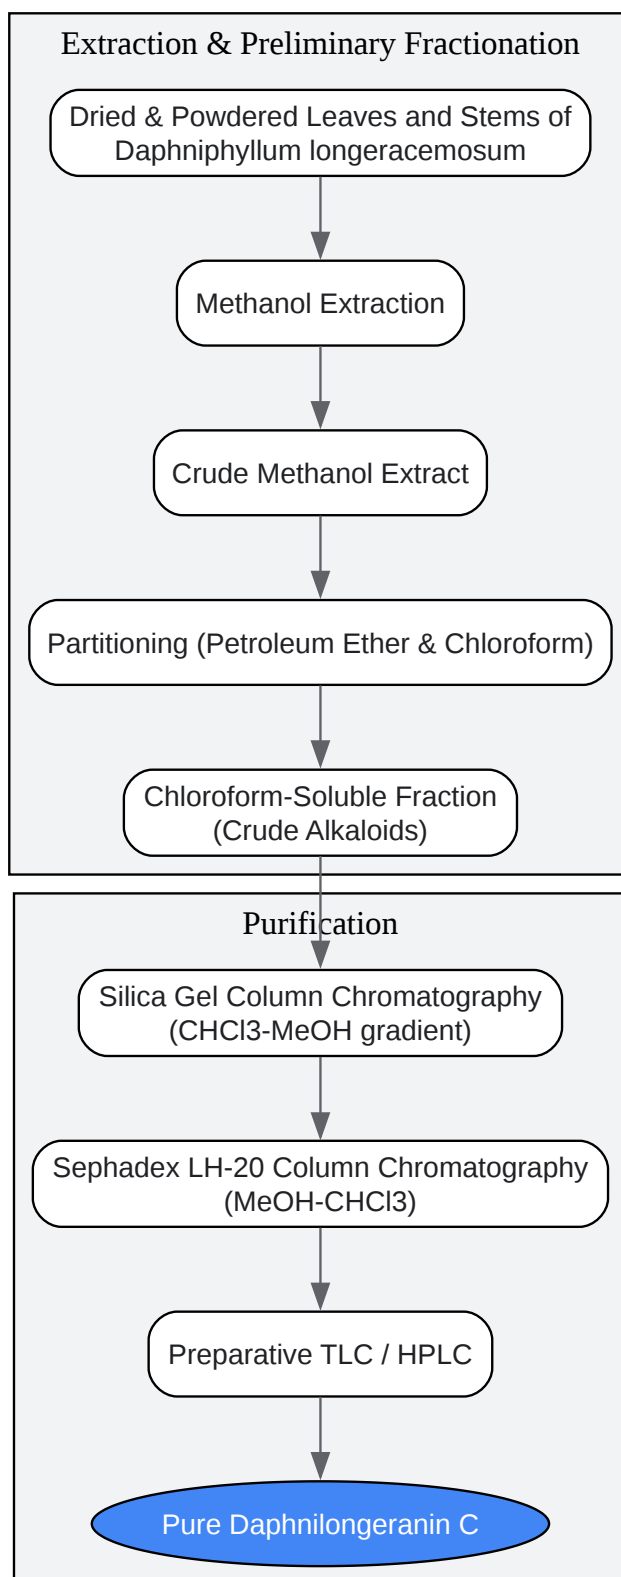 Extraction & Preliminary Fractionation
Dried & Powdered Leaves and Stems of
Daphniphyllum longeracemosum
Methanol Extraction
Crude Methanol Extract
Partitioning (Petroleum Ether & Chloroform)
Chloroform-Soluble Fraction
(Crude Alkaloids)
Purification
Silica Gel Column Chromatography
(CHCl3-MeOH gradient)
Sephadex LH-20 Column Chromatography
(MeOH-CHCl3)
Preparative TLC / HPLC
Pure Daphnilongeranin C